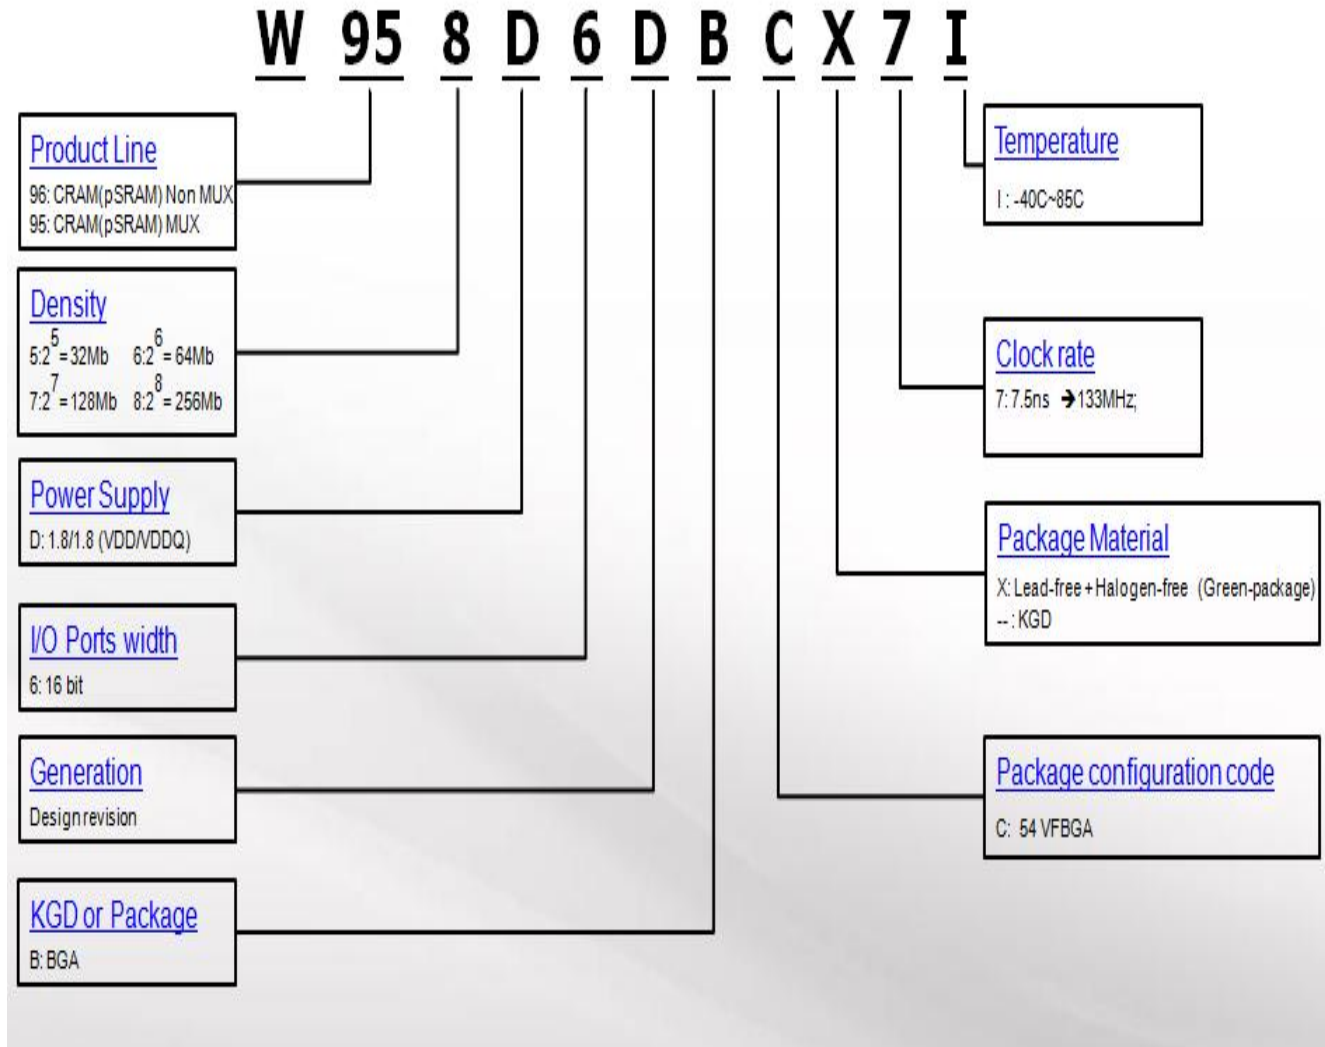 W 95 8 D 6 D B C X 7 I
Product Line
96: CRAM(pSRAM) Non MUX
95: CRAM(pSRAM) MUX
Density
5:2^5 = 32Mb 6:2^6 = 64Mb
7:2^7 = 128Mb 8:2^8 = 256Mb
Power Supply
D: 1.8/1.8 (VDD/VDDQ)
I/O Ports width
6: 16 bit
Generation
Design revision
KGD or Package
B: BGA
Temperature
I : -40C~85C
Clock rate
7: 7.5ns ➔133MHz;
Package Material
X: Lead-free + Halogen-free (Green-package)
-- : KGD
Package configuration code
C: 54 VFBGA